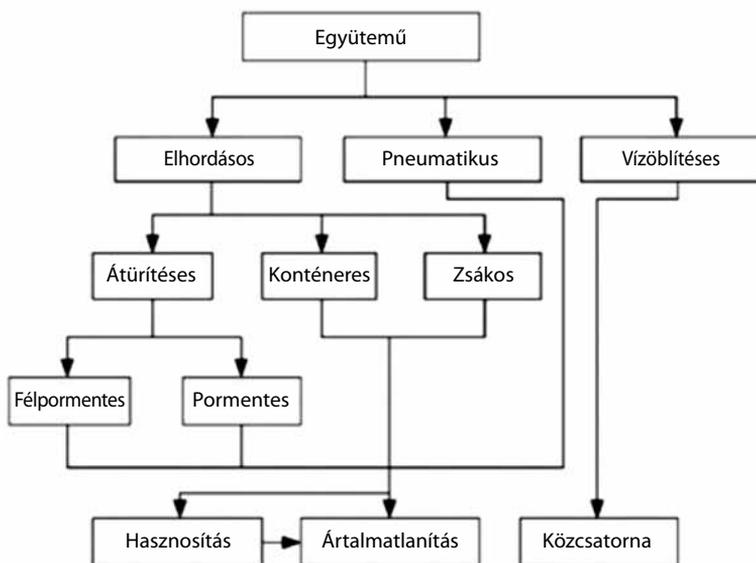 Együtemű
Elhordásos
Pneumatikus
Vízöblítéses
Átürítéses
Konténeres
Zsákos
Félpormentes
Pormentes
Hasznosítás
Ártalmatlanítás
Közcsatorna